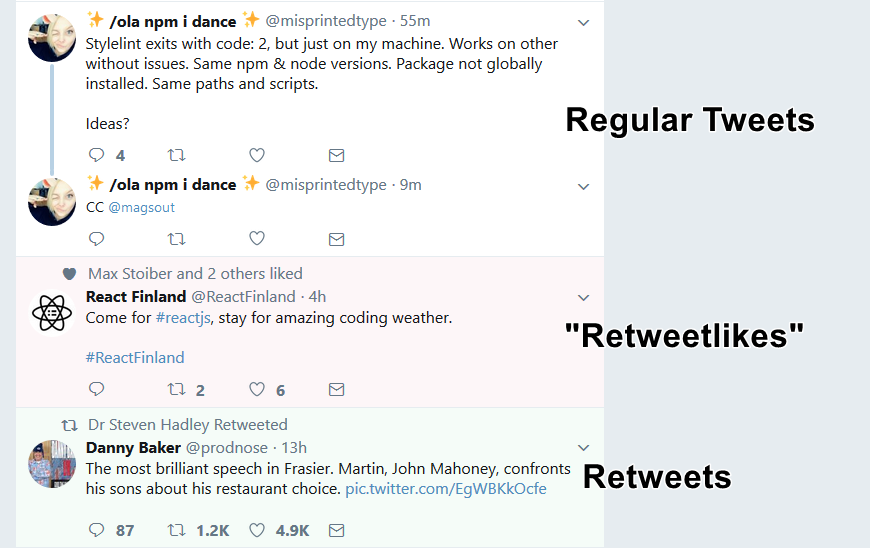 ✨ /ola npm i dance ✨ @misprintedtype · 55m
Stylelint exits with code: 2, but just on my machine. Works on other
without issues. Same npm & node versions. Package not globally
installed. Same paths and scripts.
Ideas?
Regular Tweets
4
✨ /ola npm i dance ✨ @misprintedtype · 9m
CC @magsout
Max Stoiber and 2 others liked
React Finland @ReactFinland · 4h
Come for #reactjs, stay for amazing coding weather.
"Retweetlikes"
#ReactFinland
2 6
Dr Steven Hadley Retweeted
Danny Baker @prodnose · 13h
The most brilliant speech in Frasier. Martin, John Mahoney, confronts
his sons about his restaurant choice. pic.twitter.com/EgWBKkOcfe
Retweets
87 1.2K 4.9K